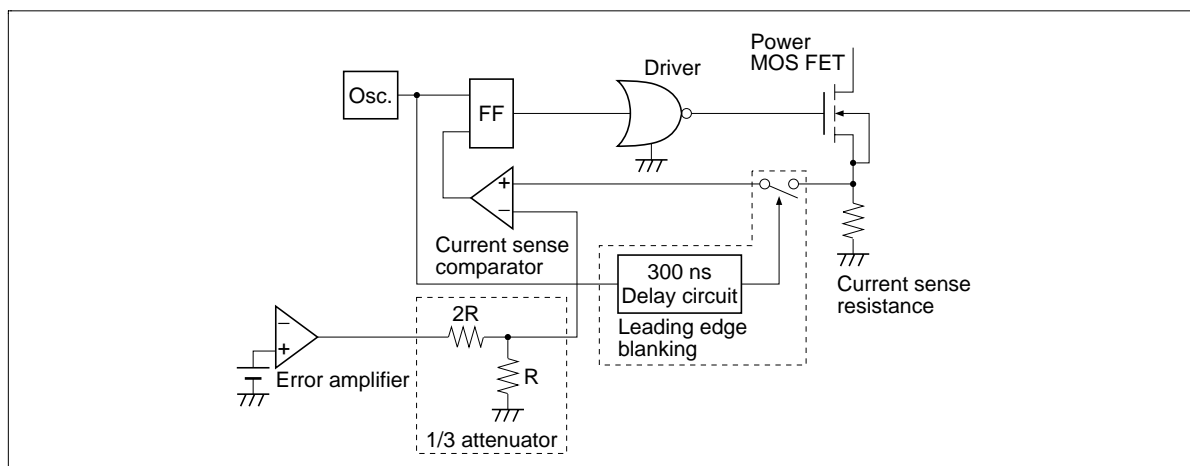 Power
MOS FET
Driver
Osc.
FF
+
−
Current sense
comparator
300 ns
Delay circuit
Current sense
resistance
Leading edge
blanking
2R
−
+
Error amplifier
R
1/3 attenuator